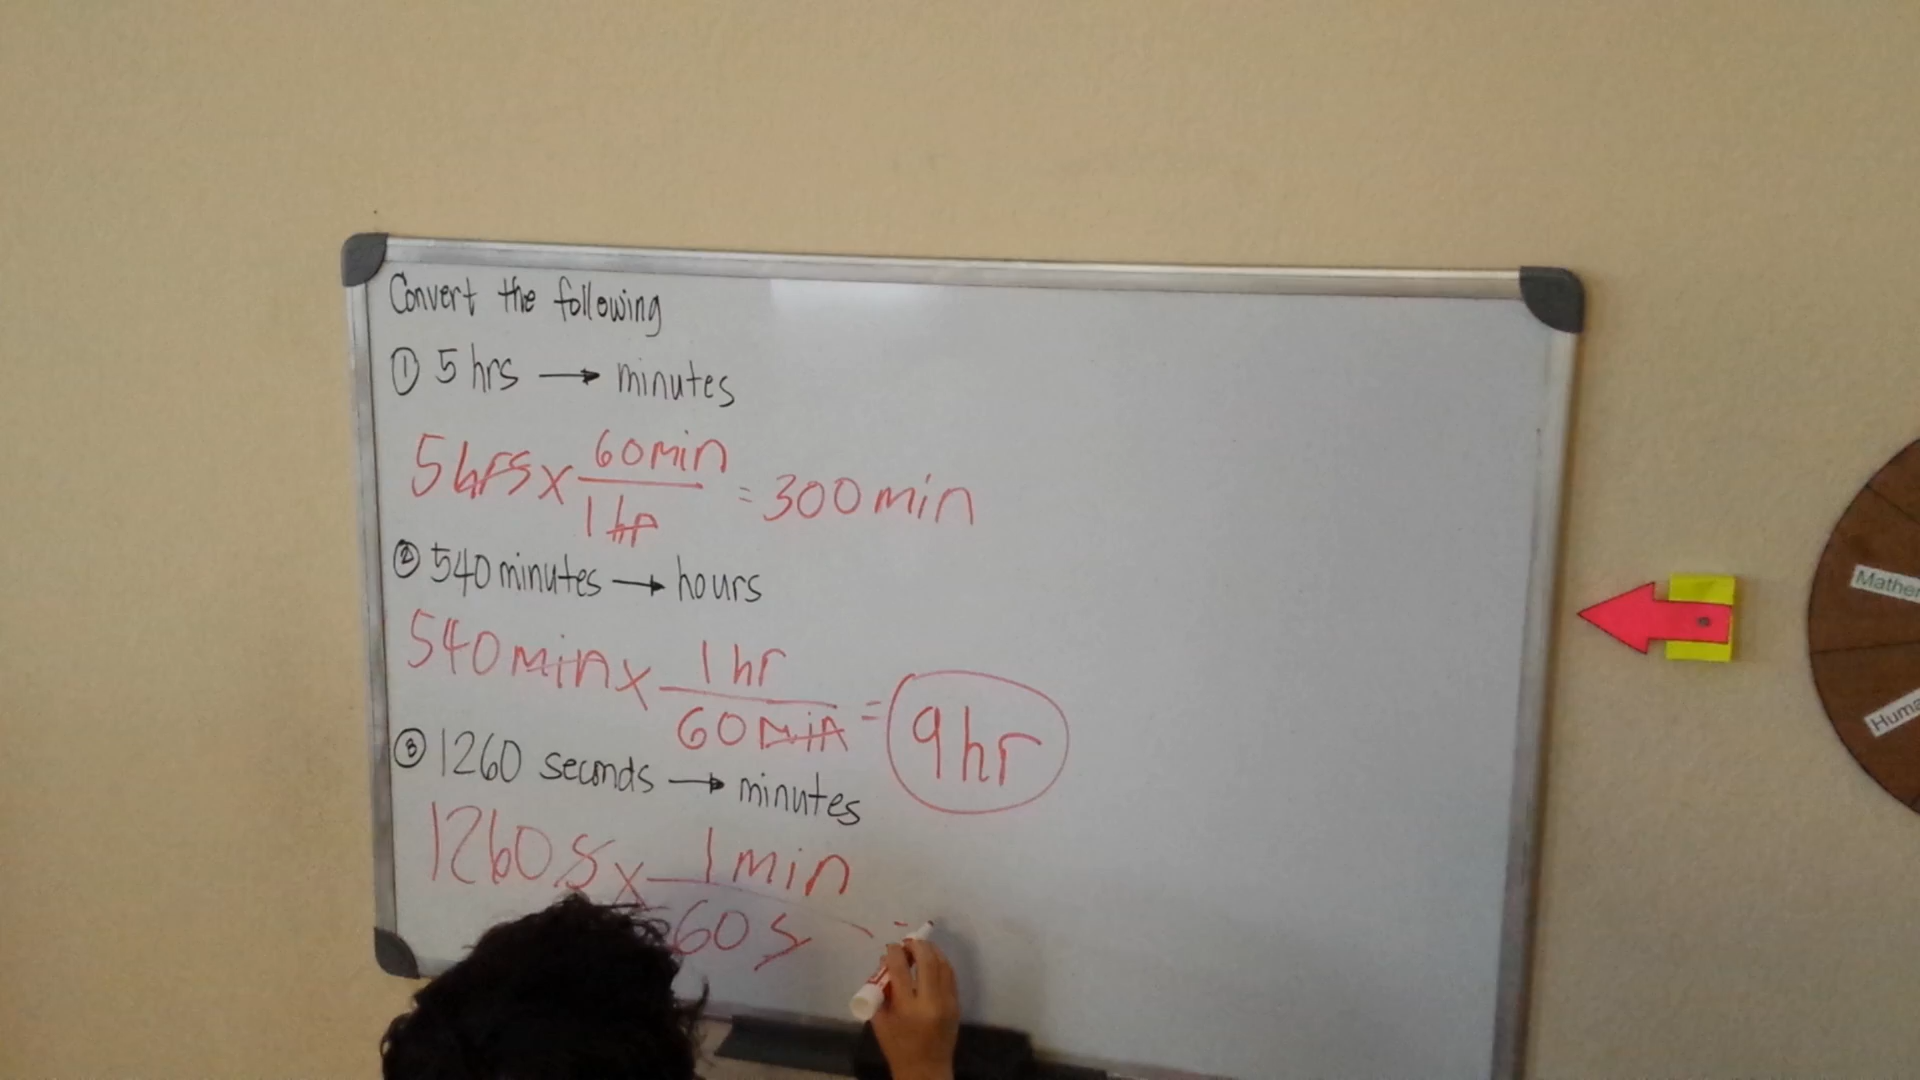 Convert the following
① 5 hrs → minutes
5 hrs x 60 min
1 hr
= 300 min
② 540 minutes → hours
540 min x 1 hr
60 min
= 9 hr
③ 1260 seconds → minutes
1260 s x 1 min
60 s
=